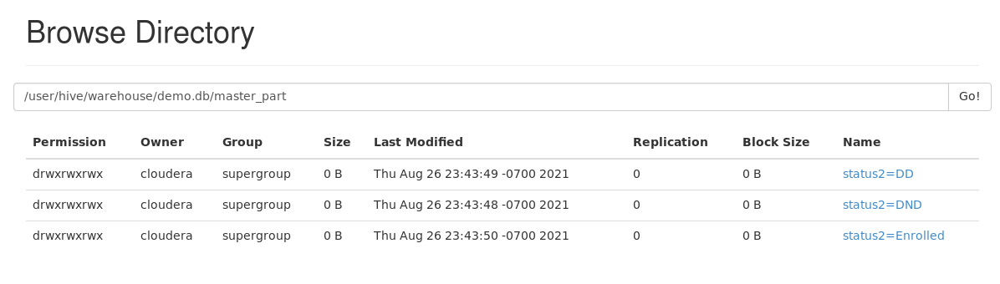 Browse Directory
/user/hive/warehouse/demo.db/master_part Go!
Permission Owner Group Size Last Modified Replication Block Size Name
drwxrwxrwx cloudera supergroup 0 B Thu Aug 26 23:43:49 -0700 2021 0 0 B status2=DD
drwxrwxrwx cloudera supergroup 0 B Thu Aug 26 23:43:48 -0700 2021 0 0 B status2=DND
drwxrwxrwx cloudera supergroup 0 B Thu Aug 26 23:43:50 -0700 2021 0 0 B status2=Enrolled